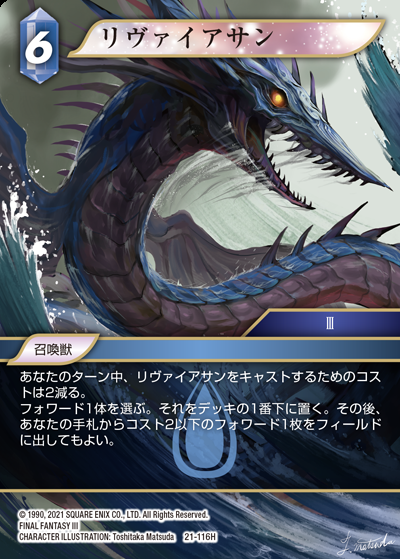 6
リヴァイアサン
III
召喚獣
あなたのターン中、リヴァイアサンをキャストするためのコス
トは2減る。
フォワード1体を選ぶ。それをデッキの1番下に置く。その後、
あなたの手札からコスト2以下のフォワード1枚をフィールド
に出してもよい。
© 1990, 2021 SQUARE ENIX CO., LTD. All Rights Reserved.
FINAL FANTASY III
CHARACTER ILLUSTRATION: Toshitaka Matsuda 21-116H